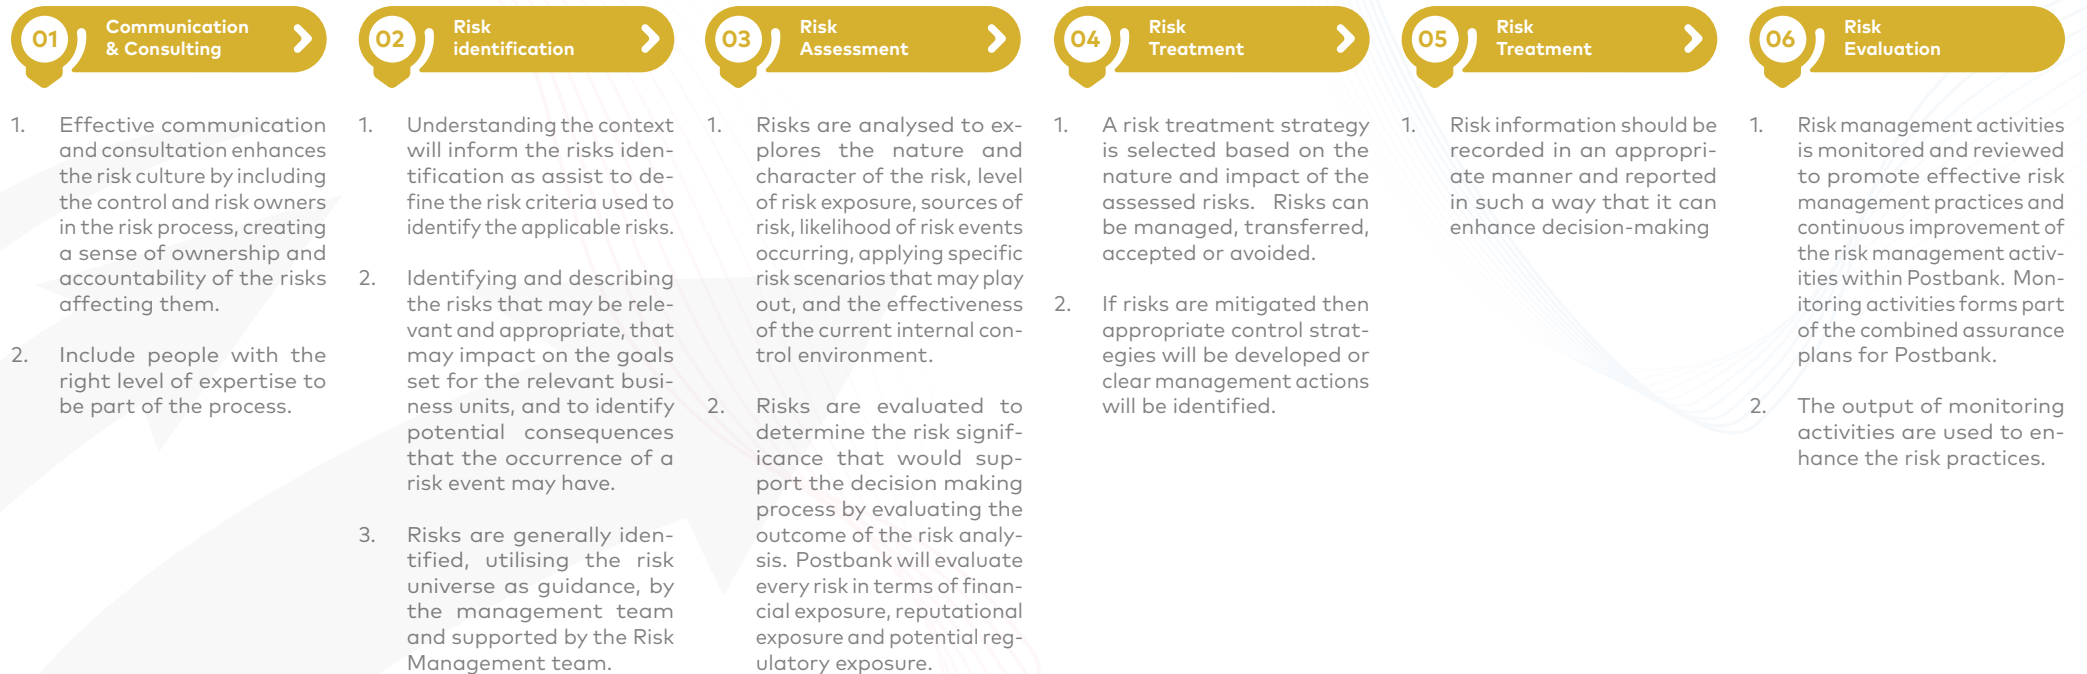 01
Communication
& Consulting
1. Effective communication
and consultation enhances
the risk culture by including
the control and risk owners
in the risk process, creating
a sense of ownership and
accountability of the risks
affecting them.
2. Include people with the
right level of expertise to
be part of the process.
02
Risk
identification
1. Understanding the context
will inform the risks iden-
tification as assist to de-
fine the risk criteria used to
identify the applicable risks.
2. Identifying and describing
the risks that may be rele-
vant and appropriate, that
may impact on the goals
set for the relevant busi-
ness units, and to identify
potential consequences
that the occurrence of a
risk event may have.
3. Risks are generally iden-
tified, utilising the risk
universe as guidance, by
the management team
and supported by the Risk
Management team.
03
Risk
Assessment
1. Risks are analysed to ex-
plores the nature and
character of the risk, level
of risk exposure, sources of
risk, likelihood of risk events
occurring, applying specific
risk scenarios that may play
out, and the effectiveness
of the current internal con-
trol environment.
2. Risks are evaluated to
determine the risk signif-
icance that would sup-
port the decision making
process by evaluating the
outcome of the risk analy-
sis. Postbank will evaluate
every risk in terms of finan-
cial exposure, reputational
exposure and potential reg-
ulatory exposure.
04
Risk
Treatment
1. A risk treatment strategy
is selected based on the
nature and impact of the
assessed risks. Risks can
be managed, transferred,
accepted or avoided.
2. If risks are mitigated then
appropriate control strat-
egies will be developed or
clear management actions
will be identified.
05
Risk
Treatment
1. Risk information should be
recorded in an appropri-
ate manner and reported
in such a way that it can
enhance decision-making
06
Risk
Evaluation
1. Risk management activities
is monitored and reviewed
to promote effective risk
management practices and
continuous improvement of
the risk management activ-
ities within Postbank. Mon-
itoring activities forms part
of the combined assurance
plans for Postbank.
2. The output of monitoring
activities are used to en-
hance the risk practices.